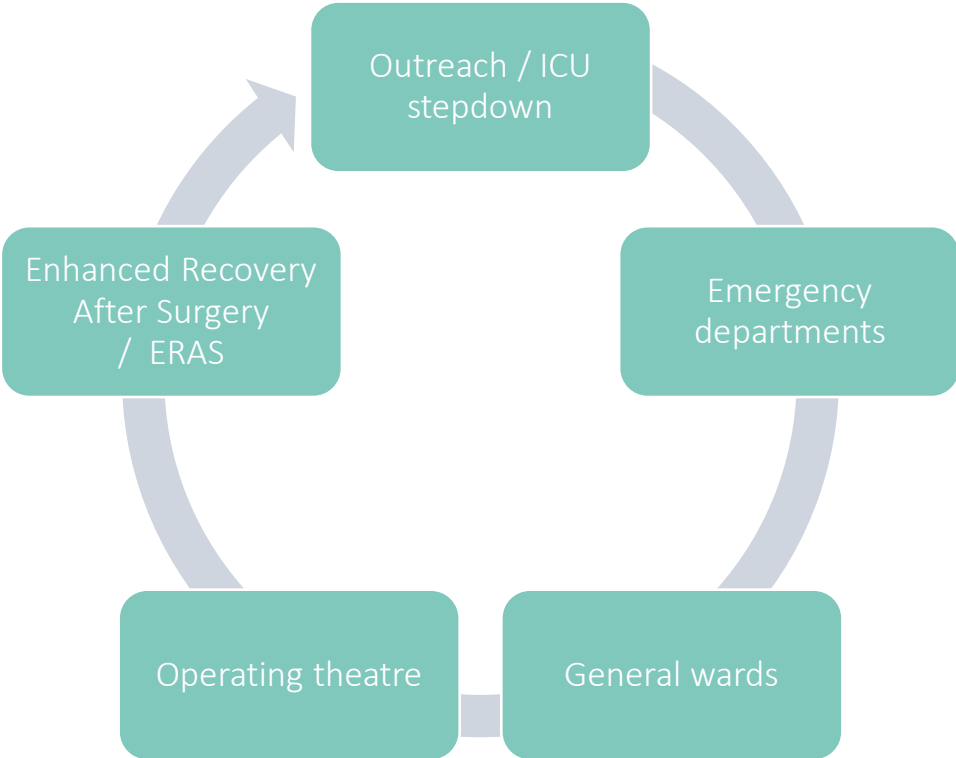 Outreach / ICU
stepdown
Emergency
departments
General wards
Operating theatre
Enhanced Recovery
After Surgery
/ ERAS